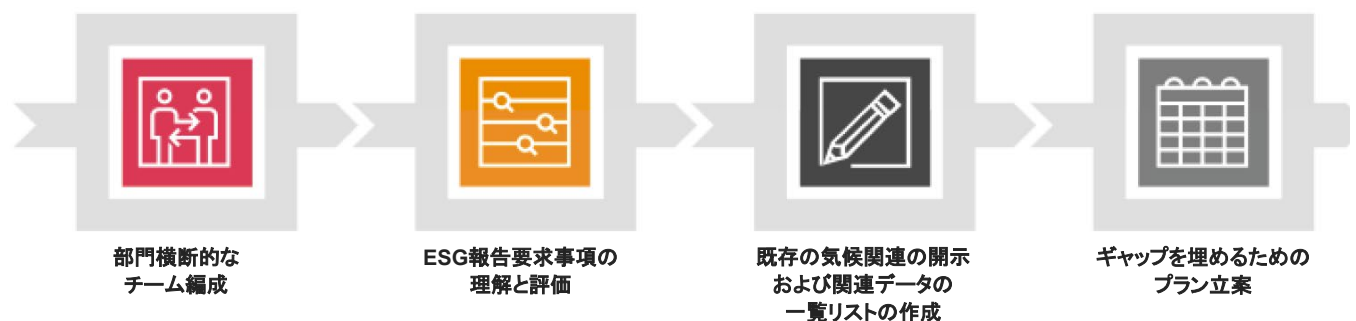 部門横断的な
チーム編成
ESG報告要求事項の
理解と評価
既存の気候関連の開示
および関連データの
一覧リストの作成
ギャップを埋めるための
プラン立案